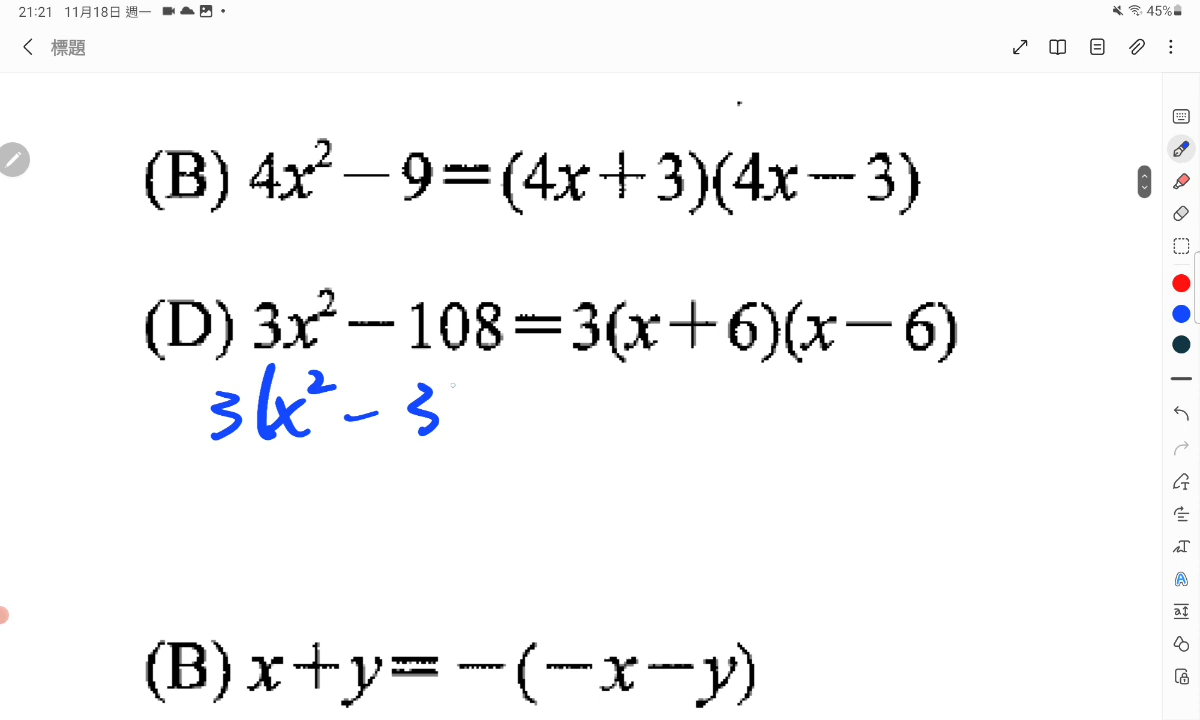 21:21 11月18日 週一 45%
標題
(B) 4x²－9＝(4x＋3)(4x－3)
(D) 3x²－108＝3(x＋6)(x－6)
3(x²－3
(B) x＋y＝－(－x－y)